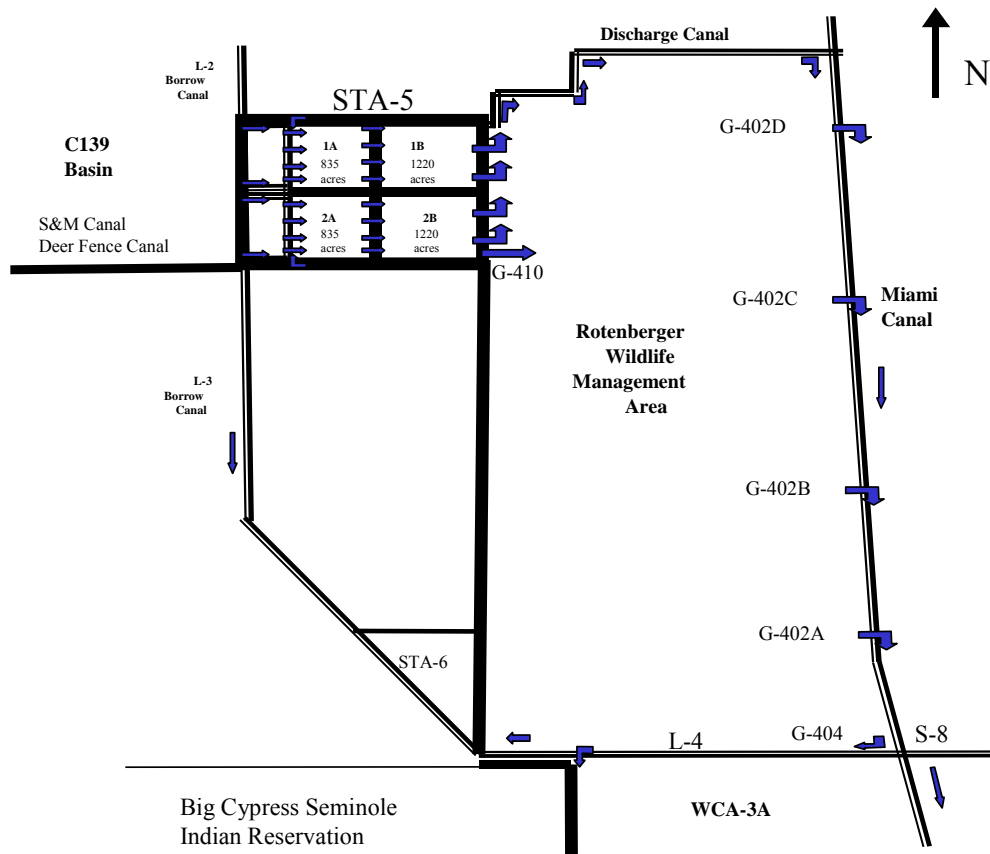 Discharge Canal
L-2
Borrow
Canal
N
STA-5
G-402D
C139
Basin
1A
835
acres
1B
1220
acres
S&M Canal
Deer Fence Canal
2A
835
acres
2B
1220
acres
G-410
G-402C
Miami
Canal
Rotenberger
Wildlife
Management
Area
L-3
Borrow
Canal
G-402B
G-402A
STA-6
L-4
G-404
S-8
Big Cypress Seminole
Indian Reservation
WCA-3A